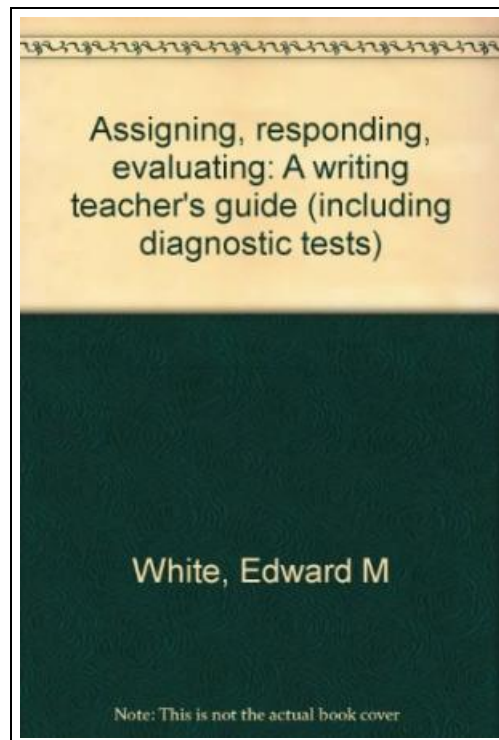 Assigning, responding,
evaluating: A writing
teacher's guide (including
diagnostic tests)
White, Edward M
Note: This is not the actual book cover